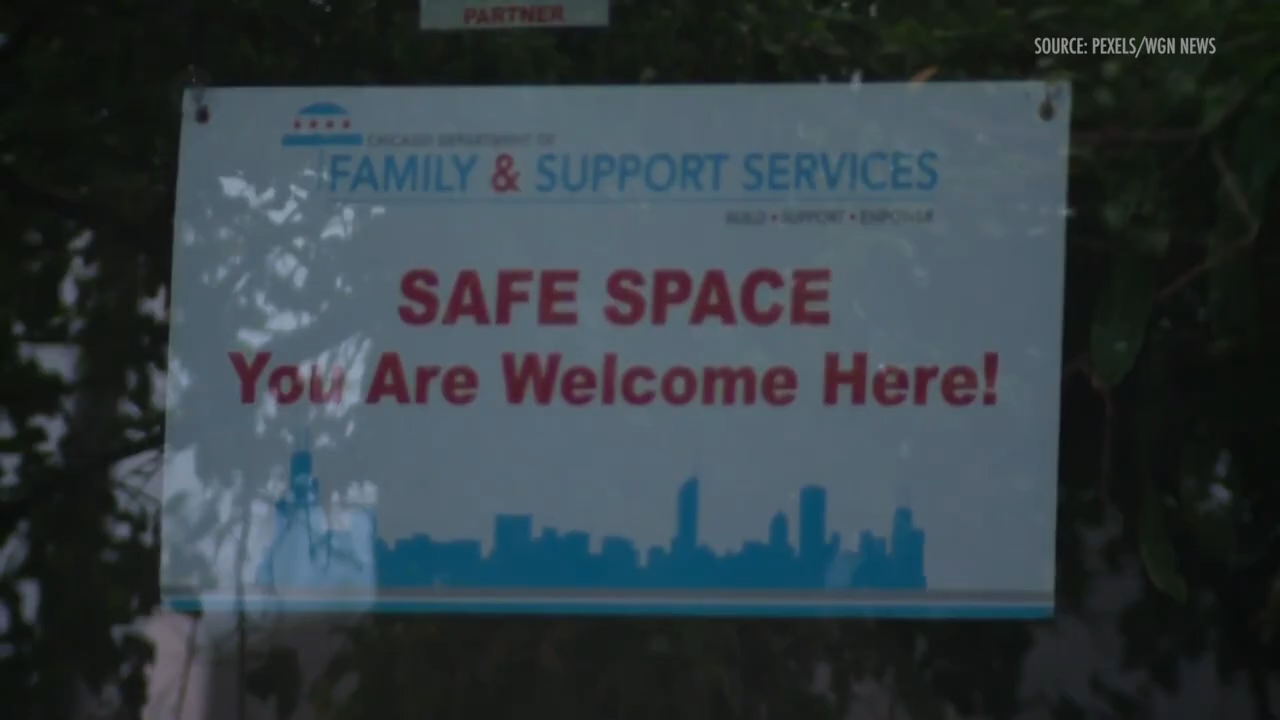 PARTNER
SOURCE: PEXELS/WGN NEWS
CHICAGO DEPARTMENT OF
FAMILY & SUPPORT SERVICES
BUILD • SUPPORT • EMPOWER
SAFE SPACE
You Are Welcome Here!